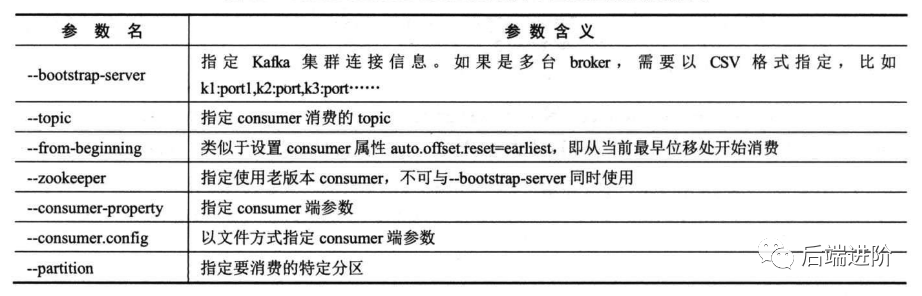 参 数 名 参 数 含 义
--bootstrap-server 指定 Kafka 集群连接信息。如果是多台 broker，需要以 CSV 格式指定，比如
k1:port1,k2:port,k3:port……
--topic 指定 consumer 消费的 topic
--from-beginning 类似于设置 consumer 属性 auto.offset.reset=earliest，即从当前最早位移处开始消费
--zookeeper 指定使用老版本 consumer，不可与--bootstrap-server 同时使用
--consumer-property 指定 consumer 端参数
--consumer.config 以文件方式指定 consumer 端参数
--partition 指定要消费的特定分区
后端进阶